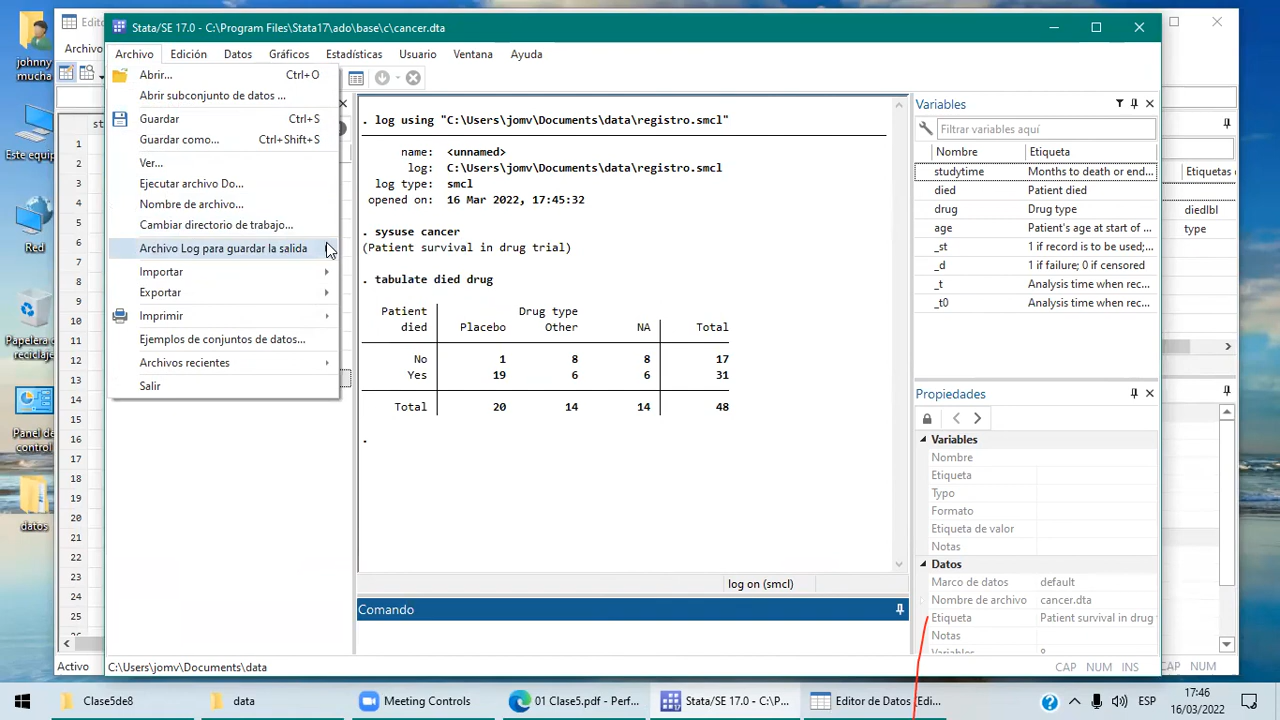 Editor
Stata/SE 17.0 - C:\Program Files\Stata17\ado\base\c\cancer.dta
johnny
mucha
Archivo
Archivo Edición Datos Gráficos Estadísticas Usuario Ventana Ayuda
Abrir... Ctrl+O
Abrir subconjunto de datos ...
Guardar Ctrl+S
Guardar como... Ctrl+Shift+S
Ver...
Ejecutar archivo Do...
Nombre de archivo...
Cambiar directorio de trabajo...
Archivo Log para guardar la salida
Importar
Exportar
Imprimir
Ejemplos de conjuntos de datos...
Archivos recientes
Salir
. log using "C:\Users\jomv\Documents\data\registro.smcl"
name: <unnamed>
log: C:\Users\jomv\Documents\data\registro.smcl
log type: smcl
opened on: 16 Mar 2022, 17:45:32
. sysuse cancer
(Patient survival in drug trial)
. tabulate died drug
Patient Drug type
died Placebo Other NA Total
No 1 8 8 17
Yes 19 6 6 31
Total 20 14 14 48
.
log on (smcl)
Comando
Variables
Filtrar variables aquí
Nombre Etiqueta
studytime Months to death or end...
died Patient died
drug Drug type
age Patient's age at start of
_st 1 if record is to be used;
_d 1 if failure; 0 if censored
_t Analysis time when rec...
_t0 Analysis time when rec...
Propiedades
Variables
Nombre
Etiqueta
Typo
Formato
Etiqueta de valor
Notas
Datos
Marco de datos default
Nombre de archivo cancer.dta
Etiqueta Patient survival in drug
Notas
Variables 8
Etiquetas
diedlbl
type
st
1
2
3
4
5
6
7
8
9
10
11
12
13
14
15
16
17
18
19
20
21
22
23
24
25
26
Este equipo
Red
Papelera de
reciclaje
Panel de
control
datos
C:\Users\jomv\Documents\data
CAP NUM INS
Activo
CAP NUM
Clase5de8
data
Meeting Controls
01 Clase5.pdf - Perf...
Stata/SE 17.0 - C:\P...
Editor de Datos (Edi...
ESP
17:46
16/03/2022